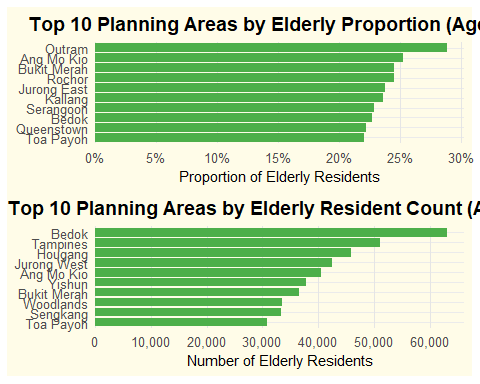 Top 10 Planning Areas by Elderly Proportion (Age
Outram
Ang Mo Kio
Bukit Merah
Rochor
Jurong East
Kallang
Serangoon
Bedok
Queenstown
Toa Payoh
0% 5% 10% 15% 20% 25% 30%
Proportion of Elderly Residents
Top 10 Planning Areas by Elderly Resident Count (A
Bedok
Tampines
Hougang
Jurong West
Ang Mo Kio
Yishun
Bukit Merah
Woodlands
Sengkang
Toa Payoh
0 10,000 20,000 30,000 40,000 50,000 60,000
Number of Elderly Residents